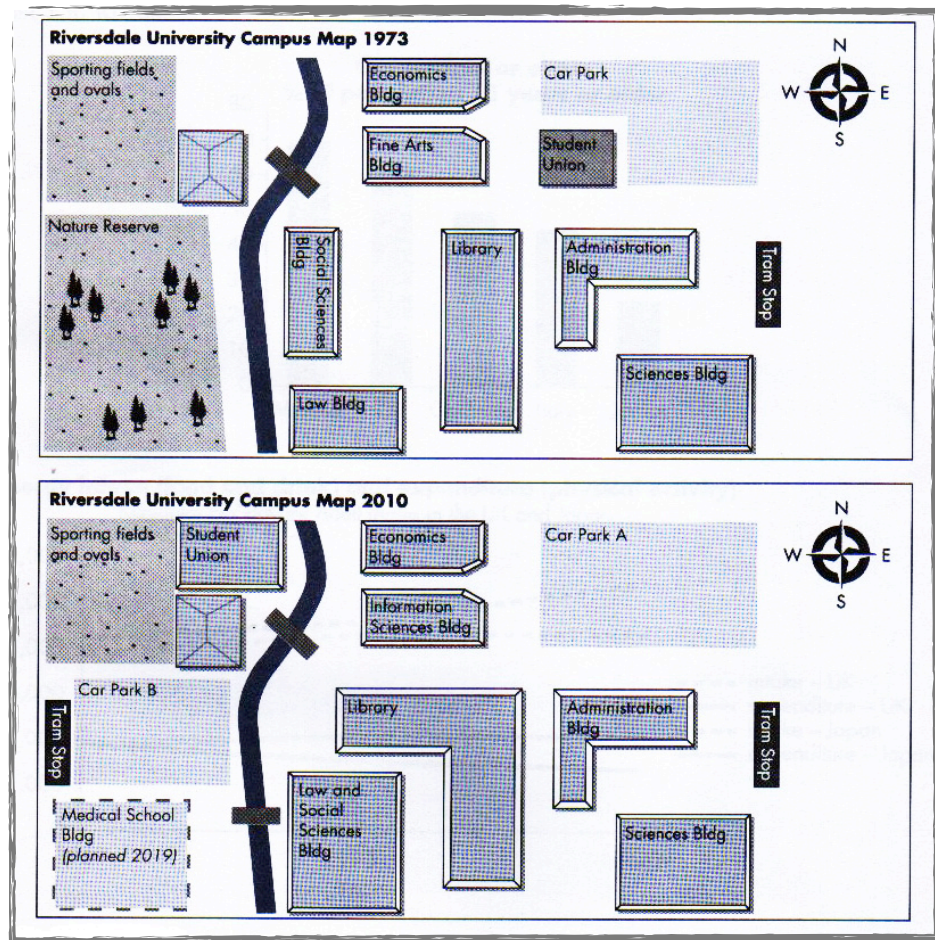 Riversdale University Campus Map 1973
N
W
E
S
Sporting fields
and ovals
Economics
Bldg
Car Park
Fine Arts
Bldg
Student
Union
Nature Reserve
Social Sciences
Bldg
Library
Administration
Bldg
Tram Stop
Law Bldg
Sciences Bldg
Riversdale University Campus Map 2010
N
W
E
S
Sporting fields
and ovals
Student
Union
Economics
Bldg
Car Park A
Information
Sciences Bldg
Car Park B
Tram Stop
Library
Administration
Bldg
Tram Stop
Law and
Social
Sciences
Bldg
Medical School
Bldg
(planned 2019)
Sciences Bldg